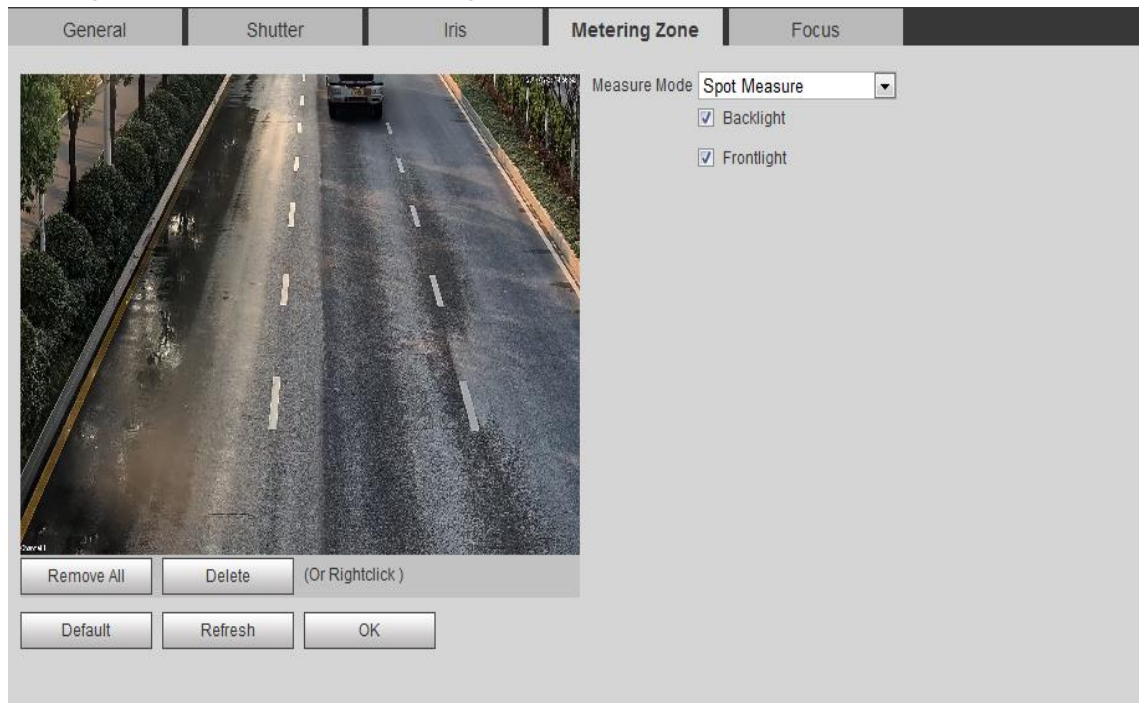 General Shutter Iris Metering Zone Focus
Measure Mode Spot Measure
Backlight
Frontlight
Remove All Delete (Or Rightclick )
Default Refresh OK